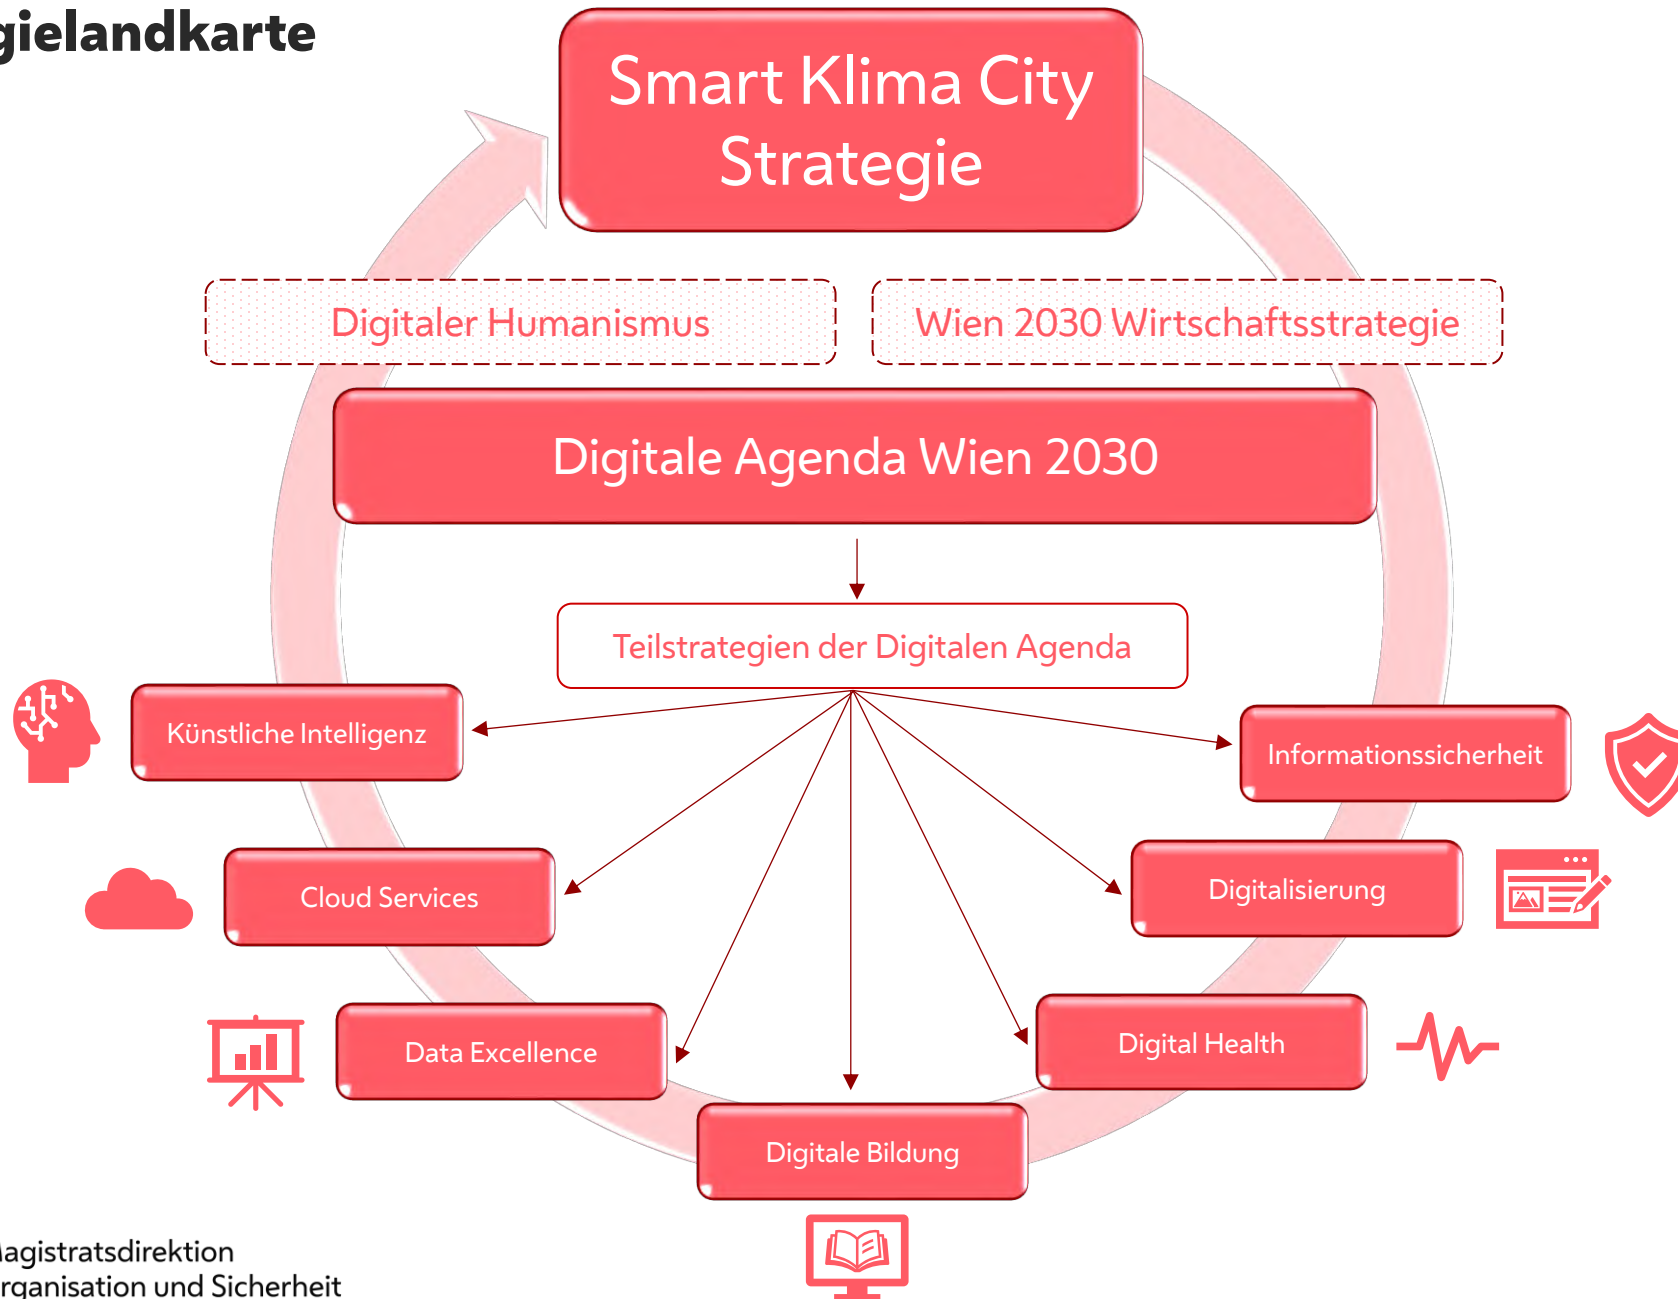 gielandkarte
Smart Klima City
Strategie
Digitaler Humanismus
Wien 2030 Wirtschaftsstrategie
Digitale Agenda Wien 2030
Teilstrategien der Digitalen Agenda
Künstliche Intelligenz
Informationssicherheit
Cloud Services
Digitalisierung
Data Excellence
Digital Health
Digitale Bildung
Magistratsdirektion
rganisation und Sicherheit